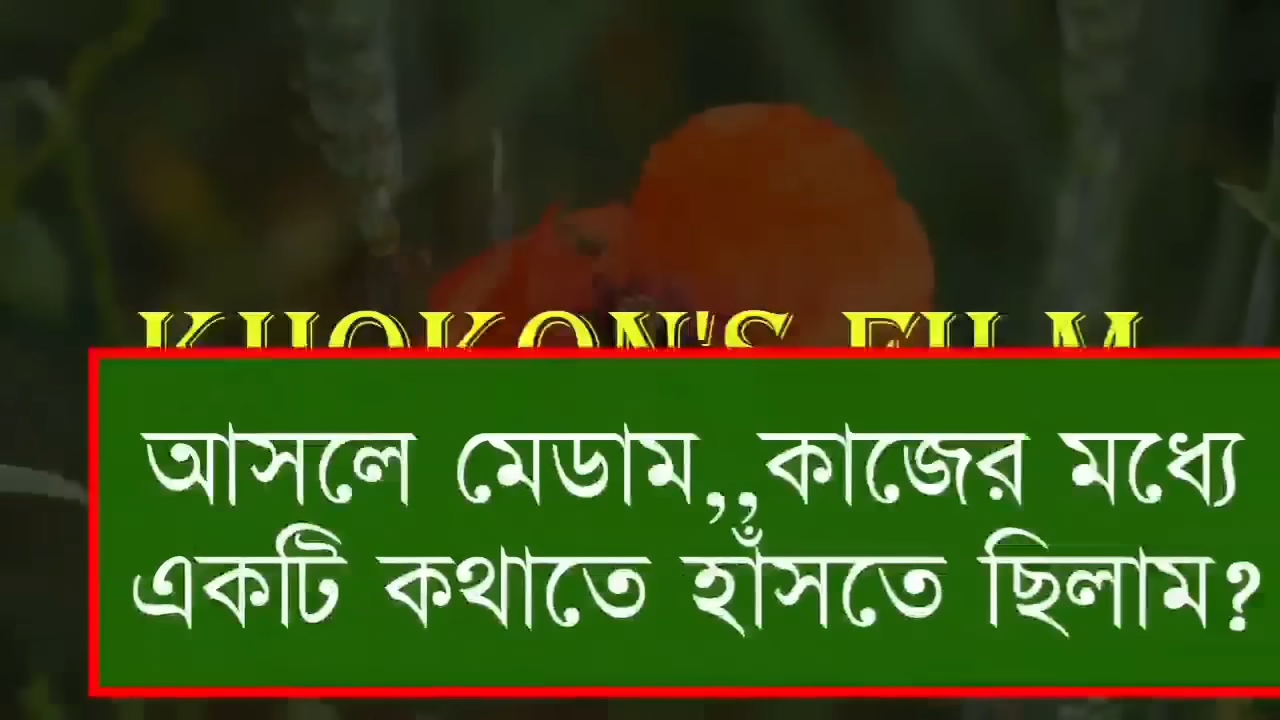 KHOKON'S FILM
আসলে মেডাম,,কাজের মধ্যে
একটি কথাতে হাঁসতে ছিলাম?